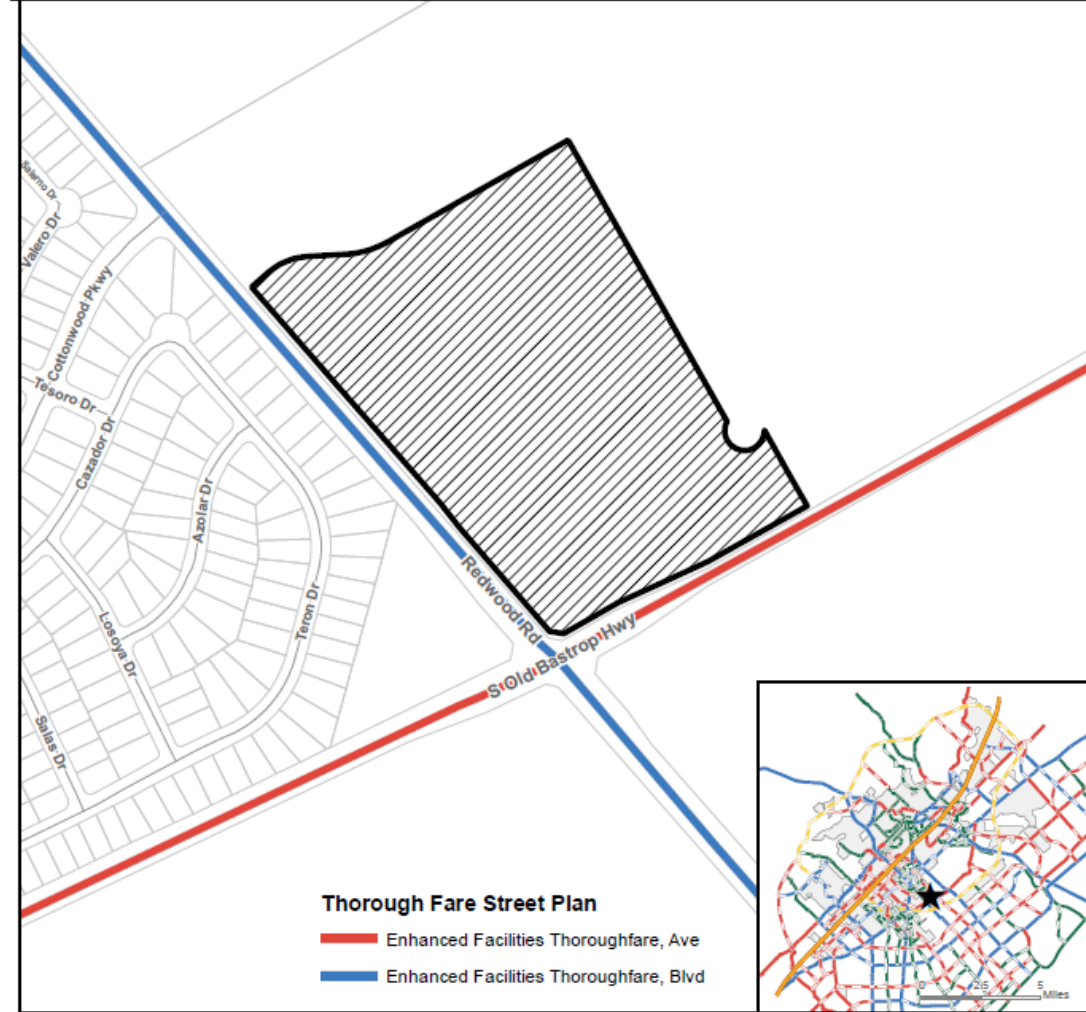 Salerno Dr
Valero Dr
Cottonwood Pkwy
Tesoro Dr
Cazador Dr
Azolar Dr
Teron Dr
Losoya Dr
Salas Dr
Redwood Rd
S Old Bastrop Hwy
Thorough Fare Street Plan
Enhanced Facilities Thoroughfare, Ave
Enhanced Facilities Thoroughfare, Blvd
0 2.5 5
Miles